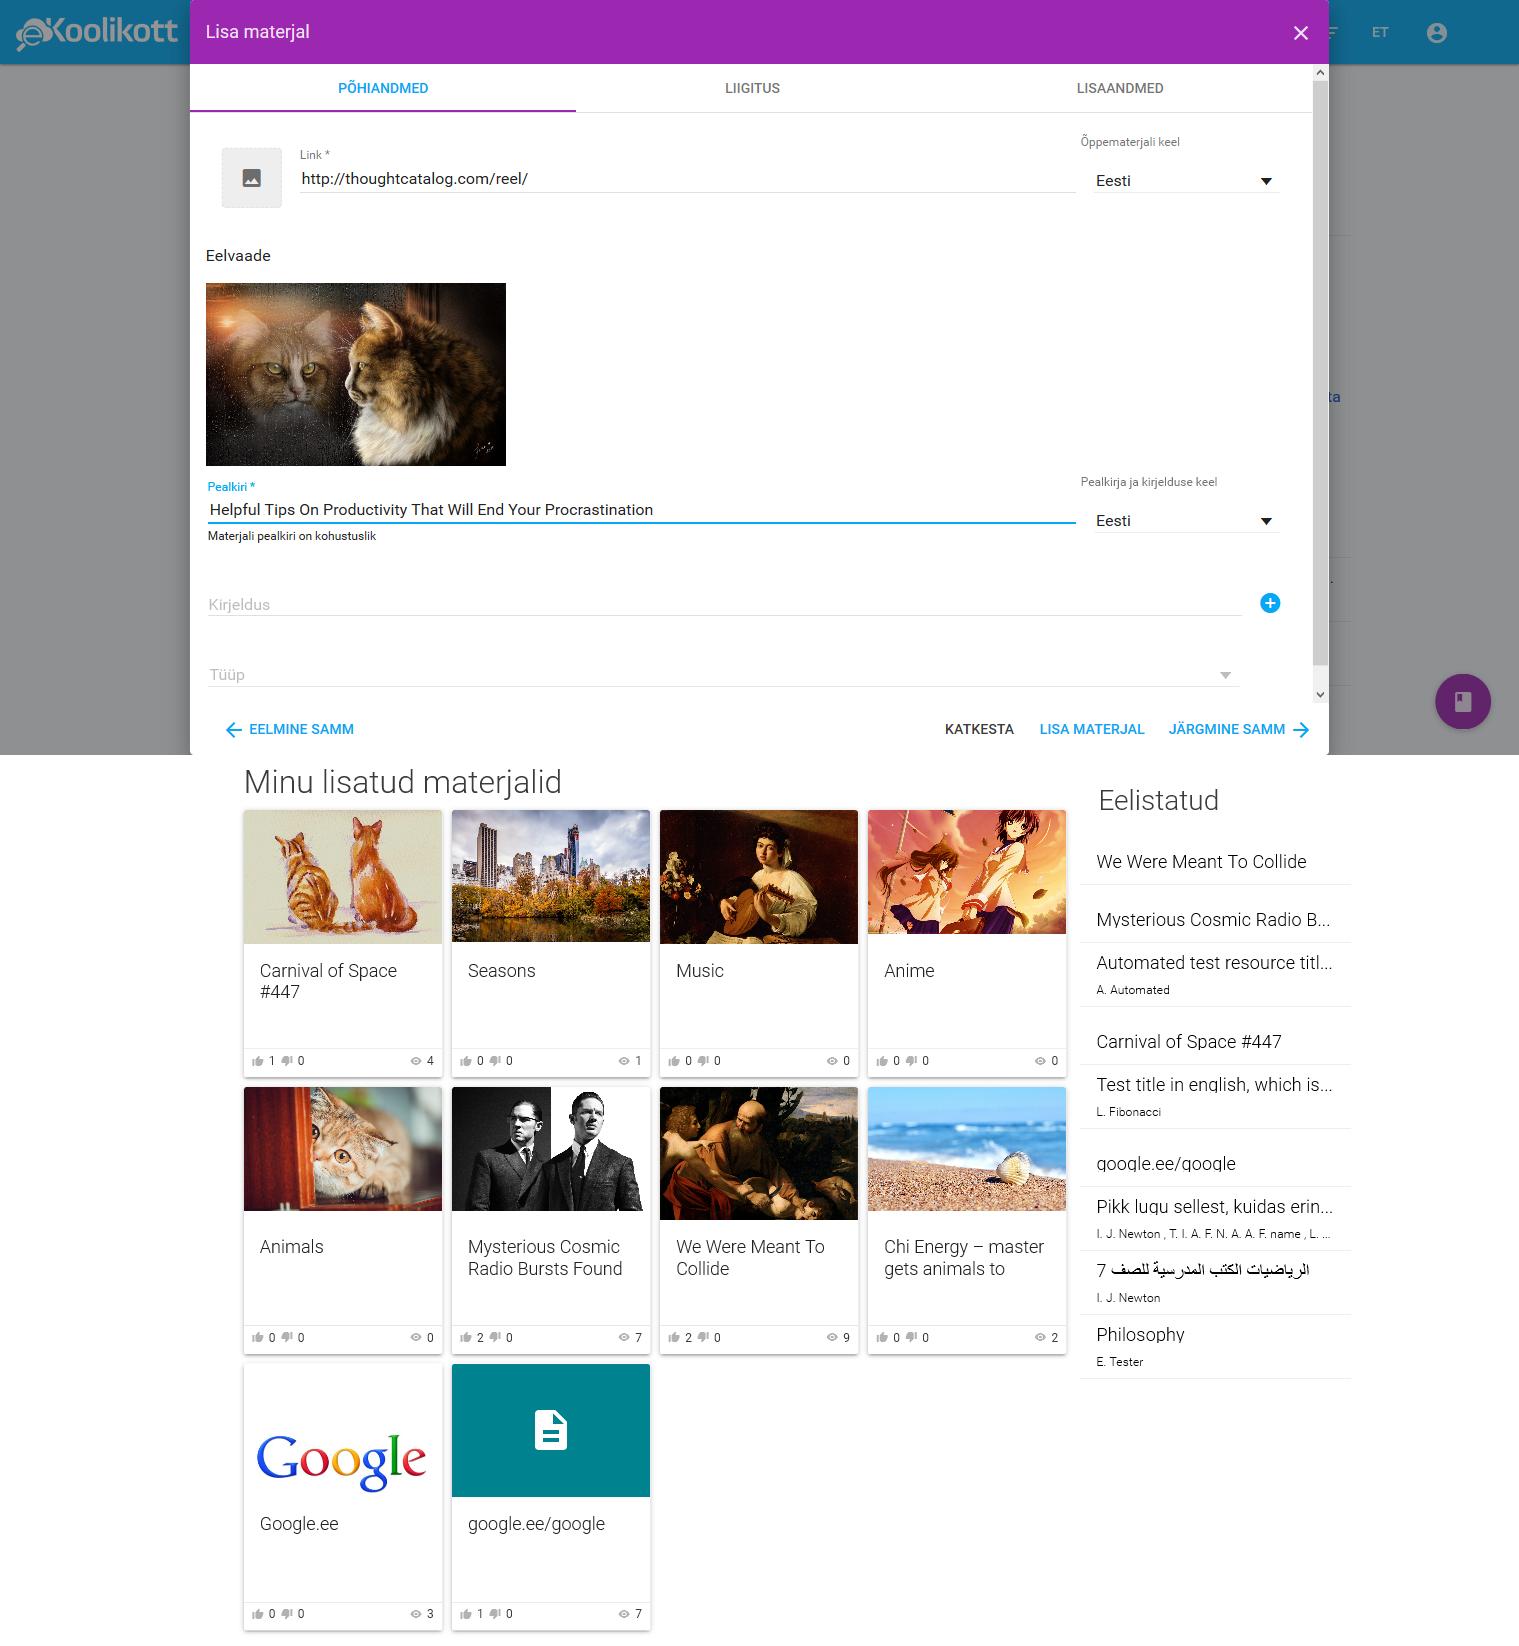 eKoolikott
Lisa materjal
ET
PÕHIANDMED
LIIGITUS
LISAANDMED
Link *
http://thoughtcatalog.com/reel/
Õppematerjali keel
Eesti
Eelvaade
ta
Pealkiri *
Helpful Tips On Productivity That Will End Your Procrastination
Materjali pealkiri on kohustuslik
Pealkirja ja kirjelduse keel
Eesti
Kirjeldus
Tüüp
EELMINE SAMM
KATKESTA
LISA MATERJAL
JÄRGMINE SAMM
Minu lisatud materjalid
Carnival of Space
#447
1 0 4
Seasons
0 0 1
Music
0 0 0
Anime
0 0 0
Animals
0 0 0
Mysterious Cosmic
Radio Bursts Found
2 0 7
We Were Meant To
Collide
2 0 9
Chi Energy – master
gets animals to
0 0 2
Google
Google.ee
0 0 3
google.ee/google
1 0 7
Eelistatud
We Were Meant To Collide
Mysterious Cosmic Radio B...
Automated test resource titl...
A. Automated
Carnival of Space #447
Test title in english, which is...
L. Fibonacci
google.ee/google
Pikk lugu sellest, kuidas erin...
I. J. Newton , T. I. A. F. N. A. A. F. name , L. ...
الرياضيات الكتب المدرسية للصف 7
I. J. Newton
Philosophy
E. Tester